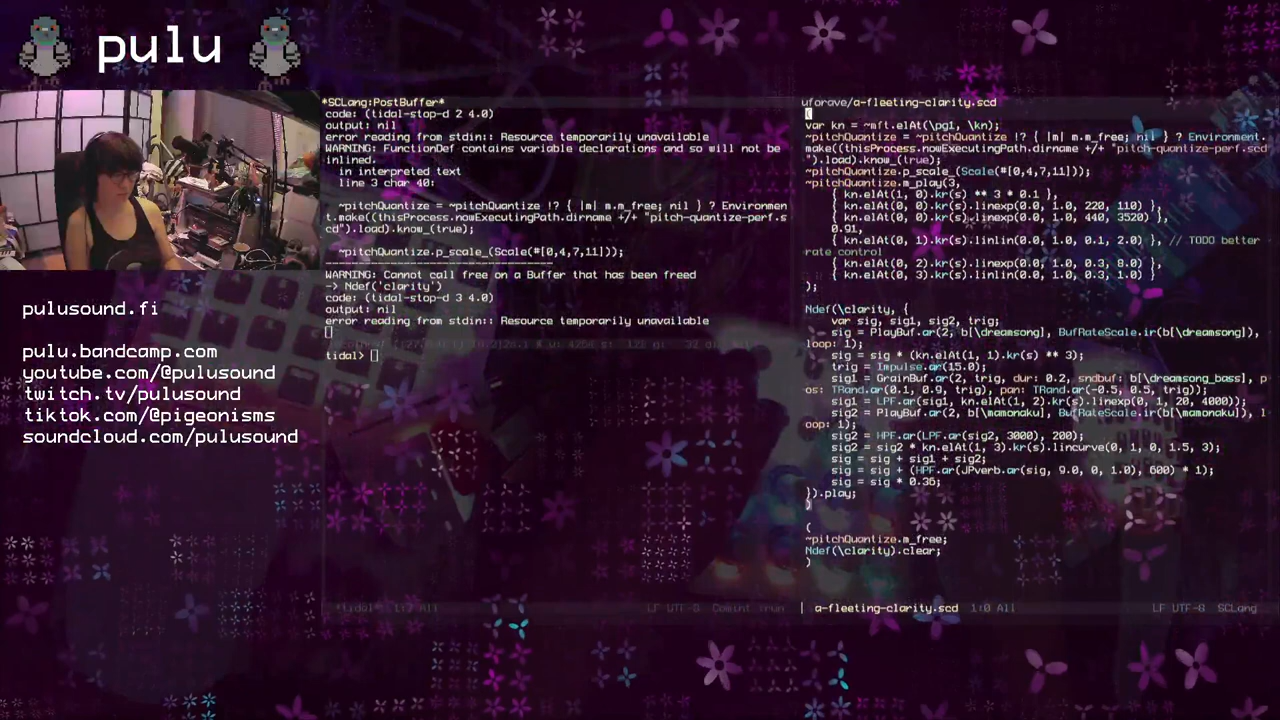 pulu
pulusound.fi
pulu.bandcamp.com
youtube.com/@pulusound
twitch.tv/pulusound
tiktok.com/@pigeonisms
soundcloud.com/pulusound
*SCLang:PostBuffer*
code: (tidal-stop-d 2 4.0)
output: nil
error reading from stdin:: Resource temporarily unavailable
WARNING: FunctionDef contains variable declarations and so will not be
inlined.
in interpreted text
line 3 char 40:
~pitchQuantize = ~pitchQuantize !? { |m| m.m_free; nil } ? Environmen
t.make((thisProcess.nowExecutingPath.dirname +/+ "pitch-quantize-perf.s
cd").load).know_(true);
~pitchQuantize.p_scale_(Scale(#[0,4,7,11]));
-----------------------------------
WARNING: Cannot call free on a Buffer that has been freed
-> Ndef('clarity')
code: (tidal-stop-d 3 4.0)
output: nil
error reading from stdin:: Resource temporarily unavailable
tidal>
*tidal* 1:7 All LF UTF-8 Comint :run
uforave/a-fleeting-clarity.scd
(
var kn = ~mft.elAt(\pg1, \kn);
~pitchQuantize = ~pitchQuantize !? { |m| m.m_free; nil } ? Environment.
make((thisProcess.nowExecutingPath.dirname +/+ "pitch-quantize-perf.scd
").load).know_(true);
~pitchQuantize.p_scale_(Scale(#[0,4,7,11]));
~pitchQuantize.m_play(3,
{ kn.elAt(1, 0).kr(s) ** 3 * 0.1 },
{ kn.elAt(0, 0).kr(s).linexp(0.0, 1.0, 220, 110) },
{ kn.elAt(0, 0).kr(s).linexp(0.0, 1.0, 440, 3520) },
0.91,
{ kn.elAt(0, 1).kr(s).linlin(0.0, 1.0, 0.1, 2.0) }, // TODO better
rate control
{ kn.elAt(0, 2).kr(s).linexp(0.0, 1.0, 0.3, 8.0) },
{ kn.elAt(0, 3).kr(s).linlin(0.0, 1.0, 0.3, 1.0) },
);
Ndef(\clarity, {
var sig, sig1, sig2, trig;
sig = PlayBuf.ar(2, b[\dreamsong], BufRateScale.ir(b[\dreamsong]),
loop: 1);
sig = sig * (kn.elAt(1, 1).kr(s) ** 3);
trig = Impulse.ar(15.0);
sig1 = GrainBuf.ar(2, trig, dur: 0.2, sndbuf: b[\dreamsong_bass], p
os: TRand.ar(0.1, 0.9, trig), pan: TRand.ar(-0.5, 0.5, trig));
sig1 = LPF.ar(sig1, kn.elAt(1, 2).kr(s).linexp(0, 1, 20, 4000));
sig2 = PlayBuf.ar(2, b[\mamonaku], BufRateScale.ir(b[\mamonaku]), l
oop: 1);
sig2 = HPF.ar(LPF.ar(sig2, 3000), 200);
sig2 = sig2 * kn.elAt(1, 3).kr(s).lincurve(0, 1, 0, 1.5, 3);
sig = sig + sig1 + sig2;
sig = sig + (HPF.ar(JPverb.ar(sig, 9.0, 0, 1.0), 600) * 1);
sig = sig * 0.36;
}).play;
)
(
~pitchQuantize.m_free;
Ndef(\clarity).clear;
)
a-fleeting-clarity.scd 1:0 All LF UTF-8 SCLang